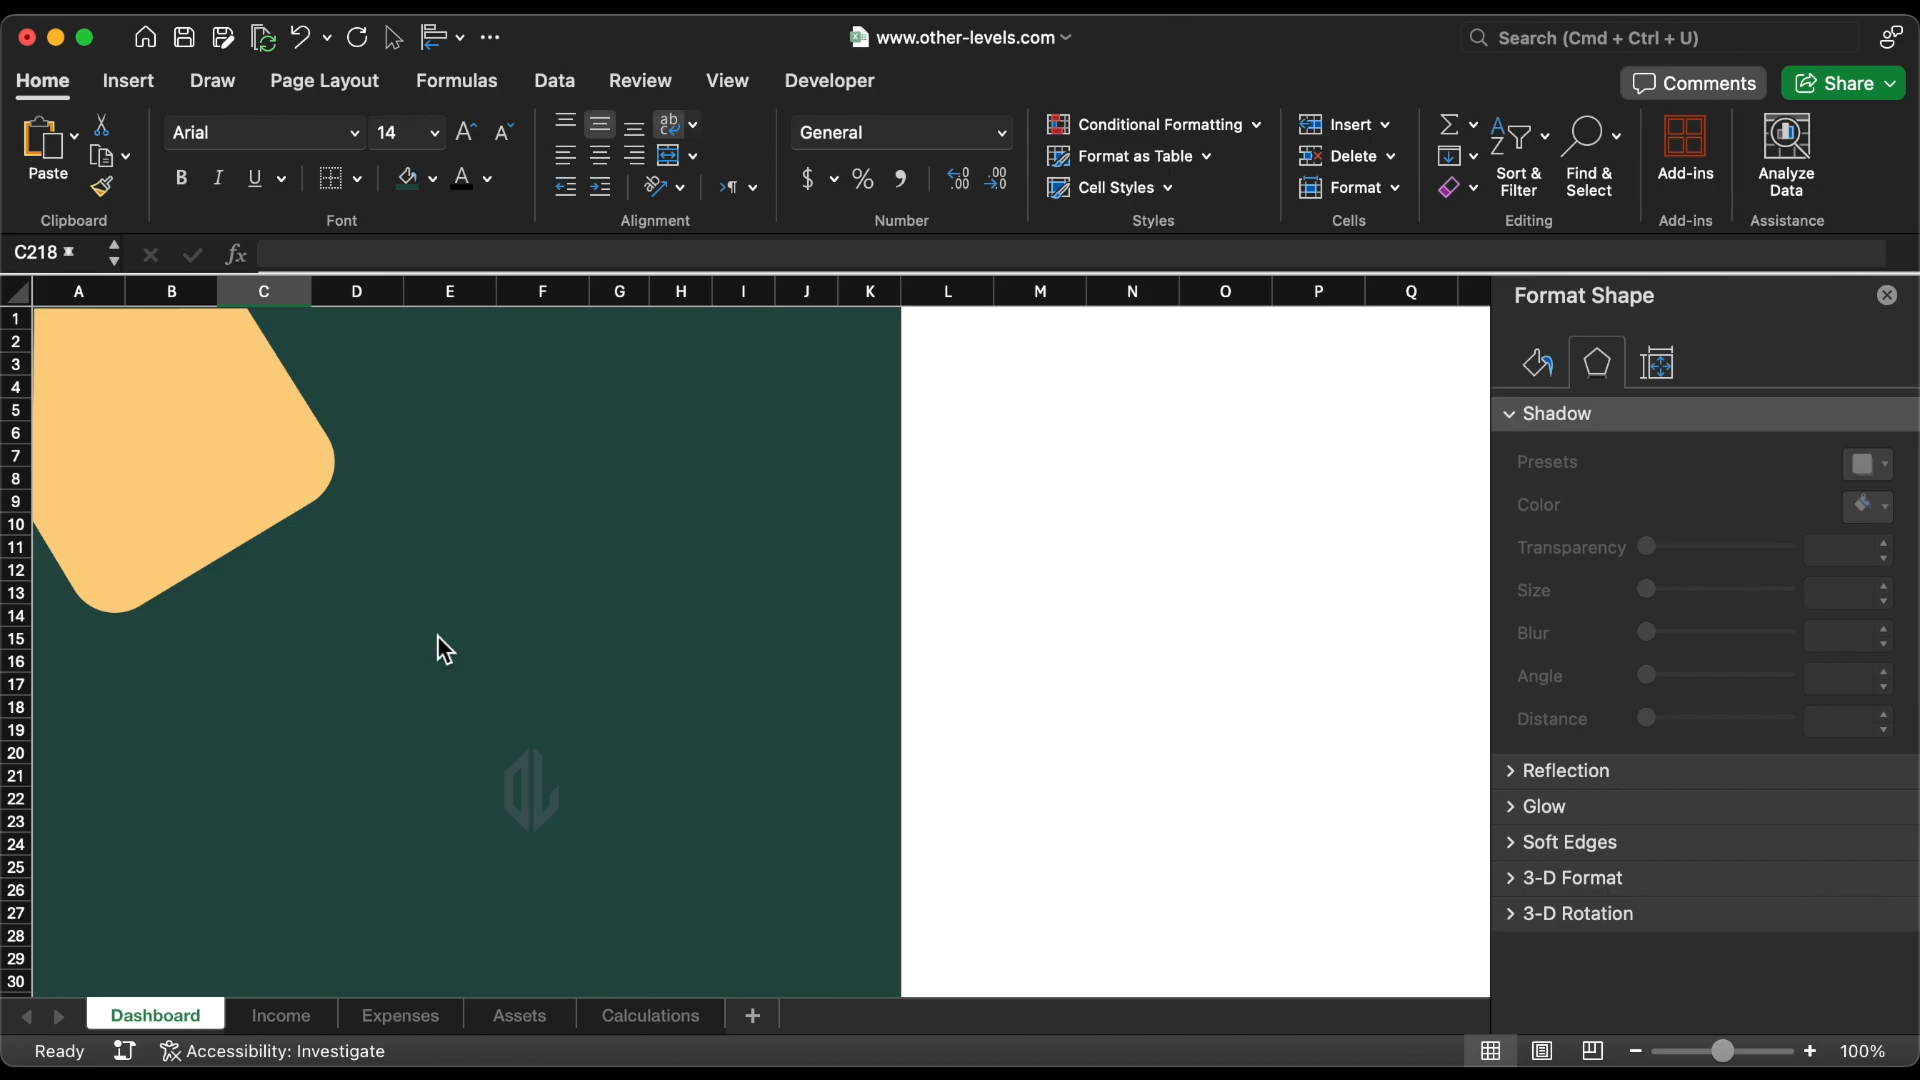 www.other-levels.com
Search (Cmd + Ctrl + U)
Home Insert Draw Page Layout Formulas Data Review View Developer
Comments Share
Paste
Arial 14
General
Conditional Formatting
Format as Table
Cell Styles
Insert
Delete
Format
Sort & Filter
Find & Select
Add-ins
Analyze Data
Clipboard Font Alignment Number Styles Cells Editing Add-ins Assistance
C218 fx
A B C D E F G H I J K L M N O P Q
1
2
3
4
5
6
7
8
9
10
11
12
13
14
15
16
17
18
19
20
21
22
23
24
25
26
27
28
29
30
Format Shape
Shadow
Presets
Color
Transparency
Size
Blur
Angle
Distance
Reflection
Glow
Soft Edges
3-D Format
3-D Rotation
Dashboard Income Expenses Assets Calculations +
Ready Accessibility: Investigate 100%